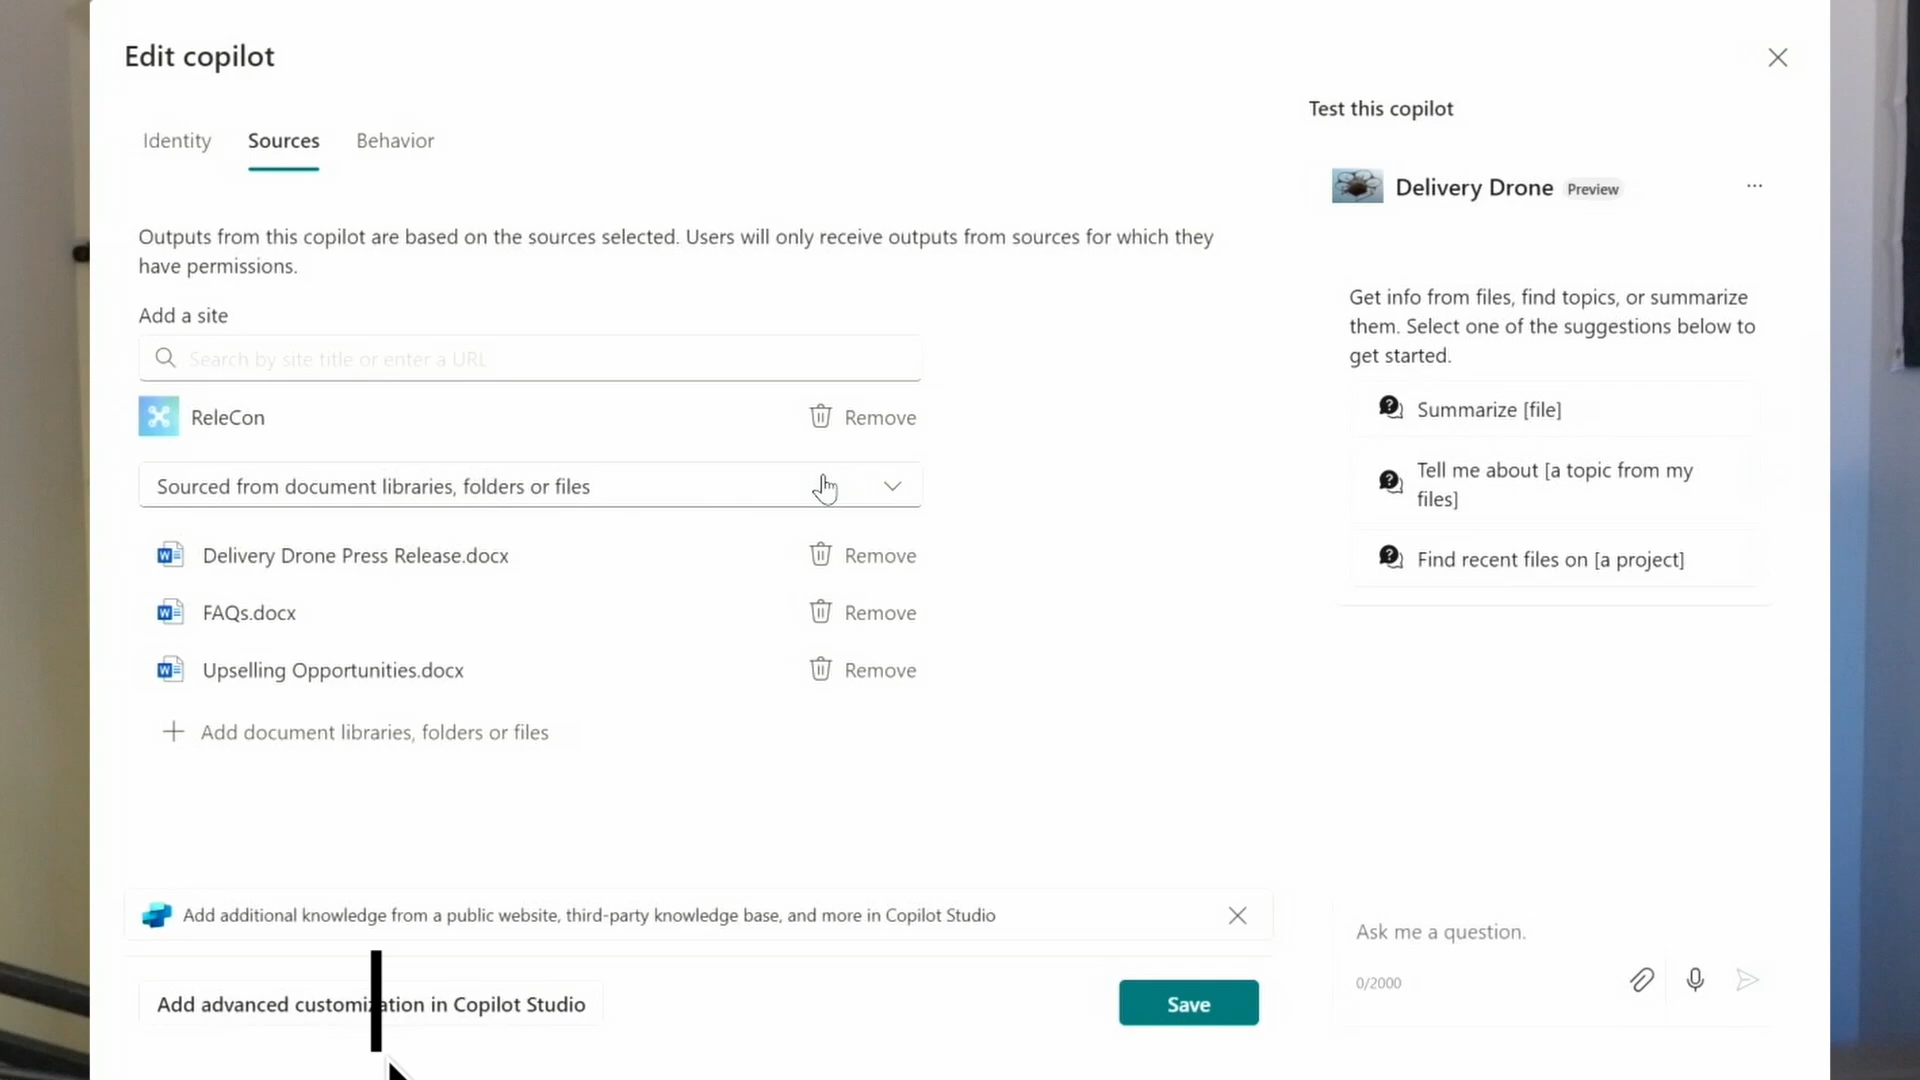 Edit copilot
Identity
Sources
Behavior
Outputs from this copilot are based on the sources selected. Users will only receive outputs from sources for which they
have permissions.
Add a site
Search by site title or enter a URL
ReleCon
Remove
Sourced from document libraries, folders or files
Delivery Drone Press Release.docx
Remove
FAQs.docx
Remove
Upselling Opportunities.docx
Remove
Add document libraries, folders or files
Add additional knowledge from a public website, third-party knowledge base, and more in Copilot Studio
Add advanced customization in Copilot Studio
Save
Test this copilot
Delivery Drone
Preview
Get info from files, find topics, or summarize
them. Select one of the suggestions below to
get started.
Summarize [file]
Tell me about [a topic from my
files]
Find recent files on [a project]
Ask me a question.
0/2000